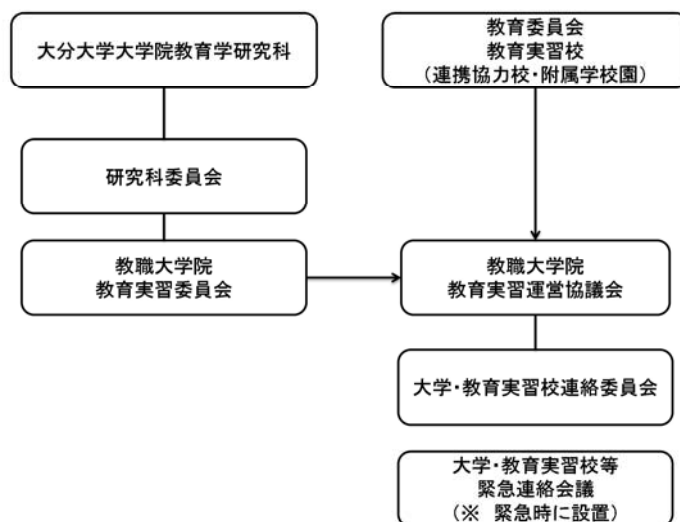 大分大学大学院教育学研究科
教育委員会
教育実習校
（連携協力校・附属学校園）
研究科委員会
教職大学院
教育実習委員会
教職大学院
教育実習運営協議会
大学・教育実習校連絡委員会
大学・教育実習校等
緊急連絡会議
（※ 緊急時に設置）